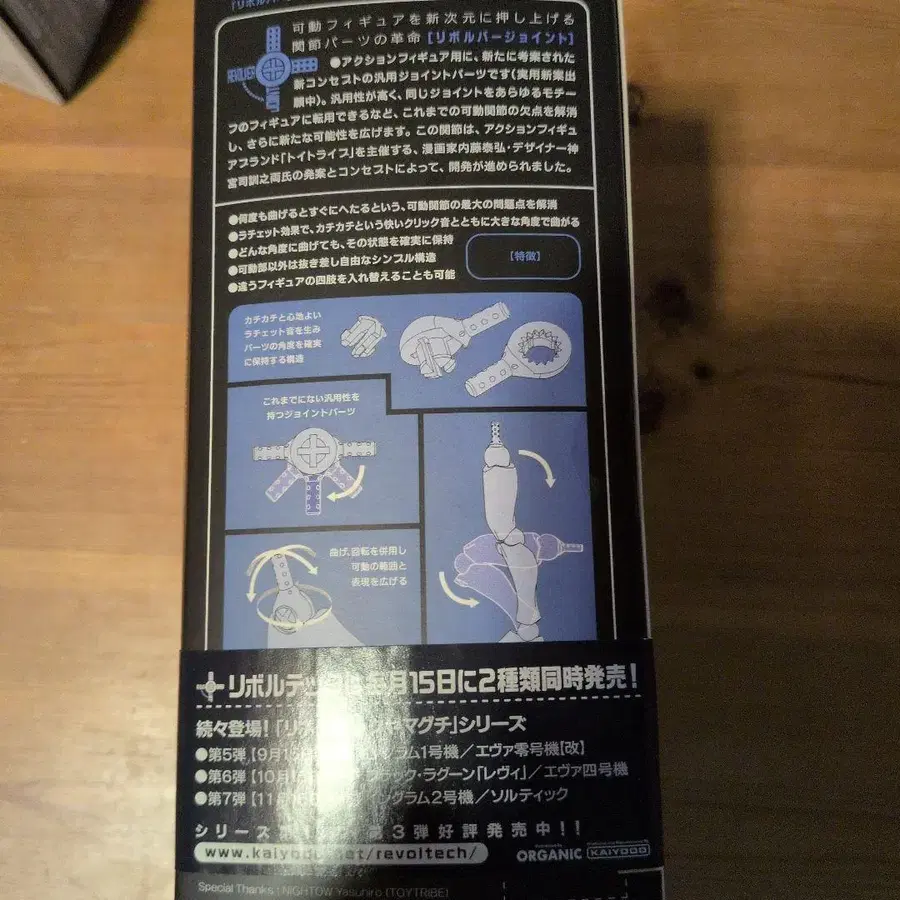 可動フィギュアを新次元に押し上げる
関節パーツの革命【リボルバージョイント】
REVOLVER
JOINT
●アクションフィギュア用に、新たに考案された
新コンセプトの汎用ジョイントパーツです(実用新案出
願中)。汎用性が高く、同じジョイントをあらゆるモチー
フのフィギュアに転用できるなど、これまでの可動関節の欠点を解消
し、さらに新たな可能性を広げます。この関節は、アクションフィギュ
アブランド「トイトライブ」を主催する、漫画家内藤泰弘・デザイナー神
宮司訓之両氏の発案とコンセプトによって、開発が進められました。
●何度も曲げるとすぐにへたるという、可動関節の最大の問題点を解消
●ラチェット効果で、カチカチという快いクリック音とともに大きな角度で曲がる
●どんな角度に曲げても、その状態を確実に保持
●可動部以外は抜き差し自由なシンプル構造
●違うフィギュアの四肢を入れ替えることも可能
【特徴】
カチカチと心地よい
ラチェット音を生み
パーツの角度を確実
に保持する構造
これまでにない汎用性を
持つジョイントパーツ
曲げ、回転を併用し
可動の範囲と
表現を広げる
リボルテックは 月15日に2種類同時発売!
続々登場!「リボ マグチ」シリーズ
●第5弾【9月15 グラム1号機/エヴァ零号機【改】
●第6弾【10月 ブラック・ラグーン「レヴィ」/エヴァ四号機
●第7弾【11月 ングラム2号機/ソルティック
シリーズ 第3弾好評発売中!!
www.kaiyodo.net/revoltech/
ORGANIC
KAIYODO
Special Thanks : NIGHTOW Yasuhiro (TOYTRIBE)